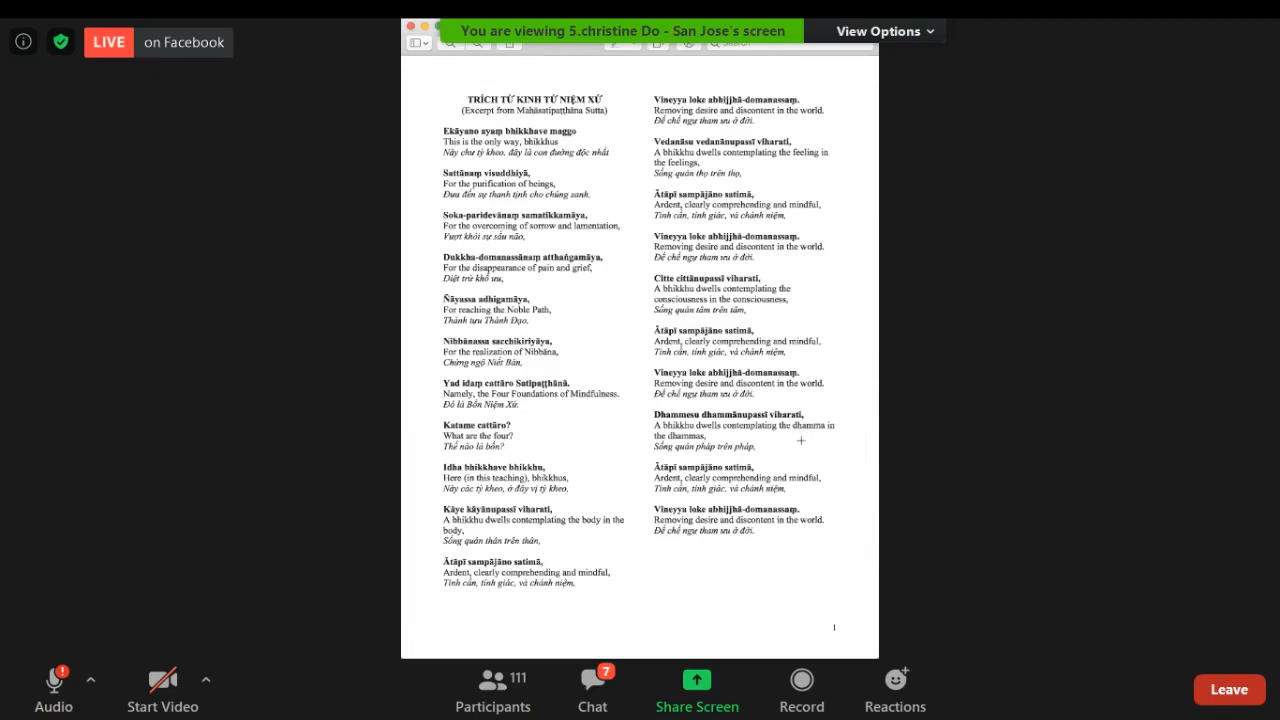 You are viewing 5.christine Do - San Jose's screen
View Options
LIVE
on Facebook
Search
TRÍCH TỪ KINH TỨ NIỆM XỨ
(Excerpt from Mahāsatipaṭṭhāna Sutta)
Ekāyano ayaṃ bhikkhave maggo
This is the only way, bhikkhus
Này chư tỳ kheo. đây là con đường độc nhất
Sattānaṃ visuddhiyā,
For the purification of beings,
Đưa đến sự thanh tịnh cho chúng sanh,
Soka-paridevānaṃ samatikkamāya,
For the overcoming of sorrow and lamentation,
Vượt khỏi sự sầu não,
Dukkha-domanassānaṃ atthaṅgamāya,
For the disappearance of pain and grief,
Diệt trừ khổ ưu,
Ñāyassa adhigamāya,
For reaching the Noble Path,
Thành tựu Thánh Đạo,
Nibbānassa sacchikiriyāya,
For the realization of Nibbāna,
Chứng ngộ Niết Bàn,
Yad idaṃ cattāro Satipaṭṭhānā.
Namely, the Four Foundations of Mindfulness.
Đó là Bốn Niệm Xứ.
Katame cattāro?
What are the four?
Thế nào là bốn?
Idha bhikkhave bhikkhu,
Here (in this teaching), bhikkhus,
Này các tỳ kheo, ở đây vị tỳ kheo,
Kāye kāyānupassī viharati,
A bhikkhu dwells contemplating the body in the
body,
Sống quán thân trên thân,
Ātāpī sampajāno satimā,
Ardent, clearly comprehending and mindful,
Tinh cần, tỉnh giác, và chánh niệm,
Vineyya loke abhijjhā-domanassaṃ.
Removing desire and discontent in the world.
Để chế ngự tham ưu ở đời.
Vedanāsu vedanānupassī viharati,
A bhikkhu dwells contemplating the feeling in
the feelings,
Sống quán thọ trên thọ,
Ātāpī sampajāno satimā,
Ardent, clearly comprehending and mindful,
Tinh cần, tỉnh giác, và chánh niệm,
Vineyya loke abhijjhā-domanassaṃ.
Removing desire and discontent in the world.
Để chế ngự tham ưu ở đời.
Citte cittānupassī viharati,
A bhikkhu dwells contemplating the
consciousness in the consciousness,
Sống quán tâm trên tâm,
Ātāpī sampajāno satimā,
Ardent, clearly comprehending and mindful,
Tinh cần, tỉnh giác, và chánh niệm,
Vineyya loke abhijjhā-domanassaṃ.
Removing desire and discontent in the world.
Để chế ngự tham ưu ở đời.
Dhammesu dhammānupassī viharati,
A bhikkhu dwells contemplating the dhamma in
the dhammas,
Sống quán pháp trên pháp,
Ātāpī sampajāno satimā,
Ardent, clearly comprehending and mindful,
Tinh cần, tỉnh giác, và chánh niệm,
Vineyya loke abhijjhā-domanassaṃ.
Removing desire and discontent in the world.
Để chế ngự tham ưu ở đời.
1
Audio
Start Video
Participants
111
Chat
7
Share Screen
Record
Reactions
Leave